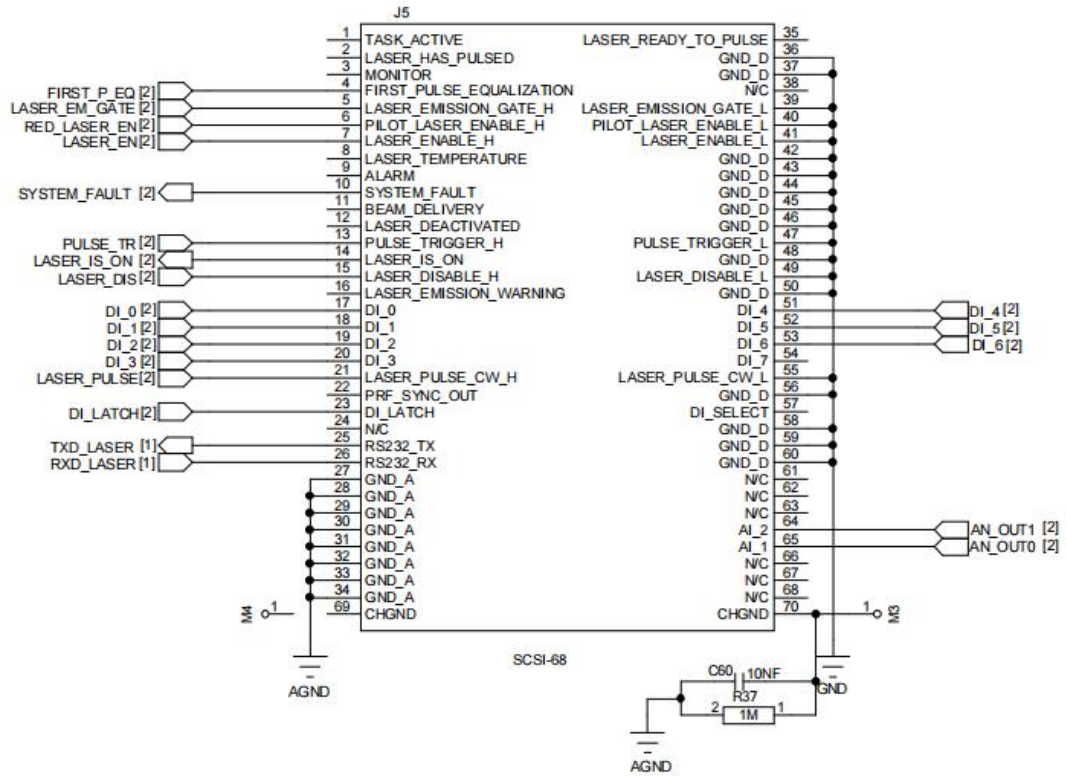 J5
1 TASK_ACTIVE LASER_READY_TO_PULSE 35
2 LASER_HAS_PULSED GND_D 36
3 MONITOR GND_D 37
FIRST_P_EQ [2] 4 FIRST_PULSE_EQUALIZATION N/C 38
LASER_EM_GATE [2] 5 LASER_EMISSION_GATE_H LASER_EMISSION_GATE_L 39
RED_LASER_EN [2] 6 PILOT_LASER_ENABLE_H PILOT_LASER_ENABLE_L 40
LASER_EN [2] 7 LASER_ENABLE_H LASER_ENABLE_L 41
8 LASER_TEMPERATURE GND_D 42
9 ALARM GND_D 43
SYSTEM_FAULT [2] 10 SYSTEM_FAULT GND_D 44
11 BEAM_DELIVERY GND_D 45
12 LASER_DEACTIVATED GND_D 46
PULSE_TR [2] 13 PULSE_TRIGGER_H PULSE_TRIGGER_L 47
LASER_IS_ON [2] 14 LASER_IS_ON GND_D 48
LASER_DIS [2] 15 LASER_DISABLE_H LASER_DISABLE_L 49
16 LASER_EMISSION_WARNING GND_D 50
DI_0 [2] 17 DI_0 DI_4 51 DI_4 [2]
DI_1 [2] 18 DI_1 DI_5 52 DI_5 [2]
DI_2 [2] 19 DI_2 DI_6 53 DI_6 [2]
DI_3 [2] 20 DI_3 DI_7 54
LASER_PULSE [2] 21 LASER_PULSE_CW_H LASER_PULSE_CW_L 55
22 PRF_SYNC_OUT GND_D 56
DI_LATCH [2] 23 DI_LATCH DI_SELECT 57
24 N/C GND_D 58
TXD_LASER [1] 25 RS232_TX GND_D 59
RXD_LASER [1] 26 RS232_RX GND_D 60
27 GND_A N/C 61
28 GND_A N/C 62
29 GND_A N/C 63
30 GND_A AI_2 64 AN_OUT1 [2]
31 GND_A AI_1 65 AN_OUT0 [2]
32 GND_A N/C 66
33 GND_A N/C 67
34 GND_A N/C 68
M4 1 69 CHGND CHGND 70 1 M3
SCSI-68
AGND
C60 10NF
GND
R37
2 1M 1
AGND